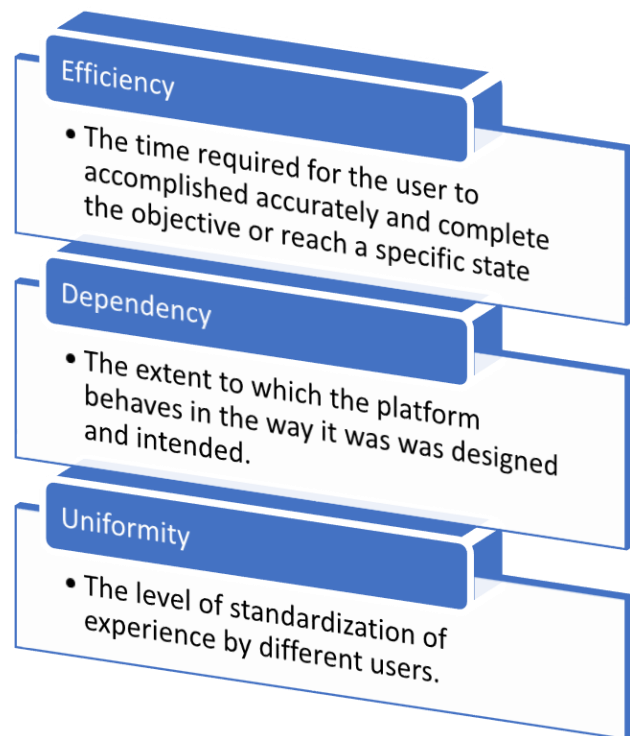 Efficiency
• The time required for the user to
accomplished accurately and complete
the objective or reach a specific state
Dependency
• The extent to which the platform
behaves in the way it was was designed
and intended.
Uniformity
• The level of standardization of
experience by different users.